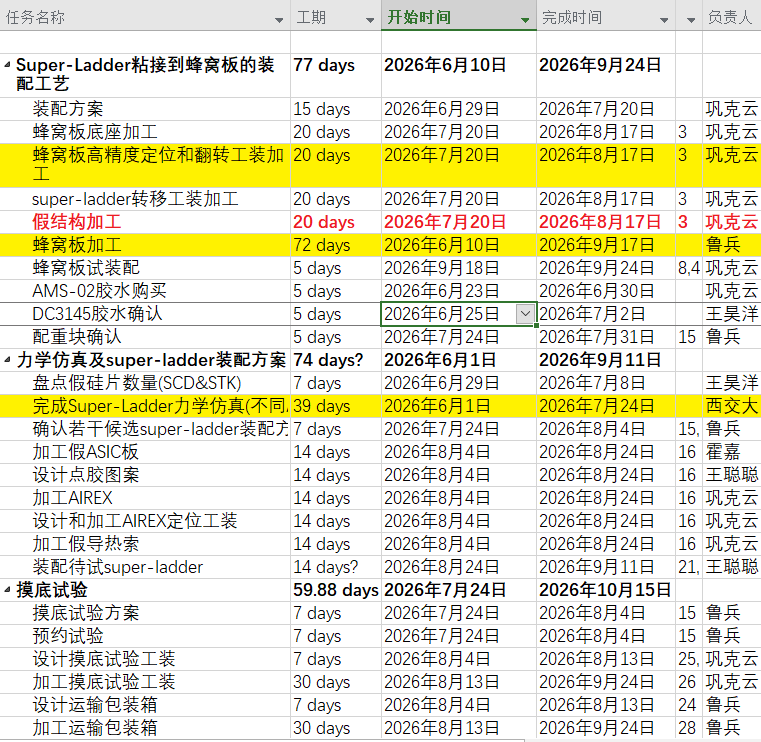 任务名称 工期 开始时间 完成时间 负责人
Super-Ladder粘接到蜂窝板的装 77 days 2026年6月10日 2026年9月24日
配工艺
装配方案 15 days 2026年6月29日 2026年7月20日 巩克云
蜂窝板底座加工 20 days 2026年7月20日 2026年8月17日 3 巩克云
蜂窝板高精度定位和翻转工装加 20 days 2026年7月20日 2026年8月17日 3 巩克云
工
super-ladder转移工装加工 20 days 2026年7月20日 2026年8月17日 3 巩克云
假结构加工 20 days 2026年7月20日 2026年8月17日 3 巩克云
蜂窝板加工 72 days 2026年6月10日 2026年9月17日 鲁兵
蜂窝板试装配 5 days 2026年9月18日 2026年9月24日 8,4 巩克云
AMS-02胶水购买 5 days 2026年6月23日 2026年6月30日 巩克云
DC3145胶水确认 5 days 2026年6月25日 2026年7月2日 王昊洋
配重块确认 5 days 2026年7月24日 2026年7月31日 15 鲁兵
力学仿真及super-ladder装配方案 74 days? 2026年6月1日 2026年9月11日
盘点假硅片数量(SCD&STK) 7 days 2026年6月29日 2026年7月8日 王昊洋
完成Super-Ladder力学仿真(不同 39 days 2026年6月1日 2026年7月24日 西交大
确认若干候选super-ladder装配方 7 days 2026年7月24日 2026年8月4日 15, 鲁兵
加工假ASIC板 14 days 2026年8月4日 2026年8月24日 16 霍嘉
设计点胶图案 14 days 2026年8月4日 2026年8月24日 16 王聪聪
加工AIREX 14 days 2026年8月4日 2026年8月24日 16 巩克云
设计和加工AIREX定位工装 14 days 2026年8月4日 2026年8月24日 16 巩克云
加工假导热索 14 days 2026年8月4日 2026年8月24日 16 巩克云
装配待试super-ladder 14 days? 2026年8月24日 2026年9月11日 21, 王聪聪
摸底试验 59.88 days 2026年7月24日 2026年10月15日
摸底试验方案 7 days 2026年7月24日 2026年8月4日 15 鲁兵
预约试验 7 days 2026年7月24日 2026年8月4日 15 鲁兵
设计摸底试验工装 7 days 2026年8月4日 2026年8月13日 25, 巩克云
加工摸底试验工装 30 days 2026年8月13日 2026年9月24日 26 巩克云
设计运输包装箱 7 days 2026年8月4日 2026年8月13日 24 鲁兵
加工运输包装箱 30 days 2026年8月13日 2026年9月24日 28 鲁兵